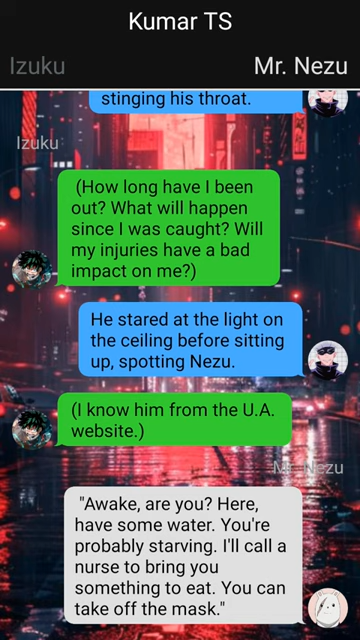 Kumar TS
Izuku
Mr. Nezu
stinging his throat.
Izuku
(How long have I been
out? What will happen
since I was caught? Will
my injuries have a bad
impact on me?)
He stared at the light on
the ceiling before sitting
up, spotting Nezu.
(I know him from the U.A.
website.)
Mr. Nezu
"Awake, are you? Here,
have some water. You're
probably starving. I'll call a
nurse to bring you
something to eat. You can
take off the mask."